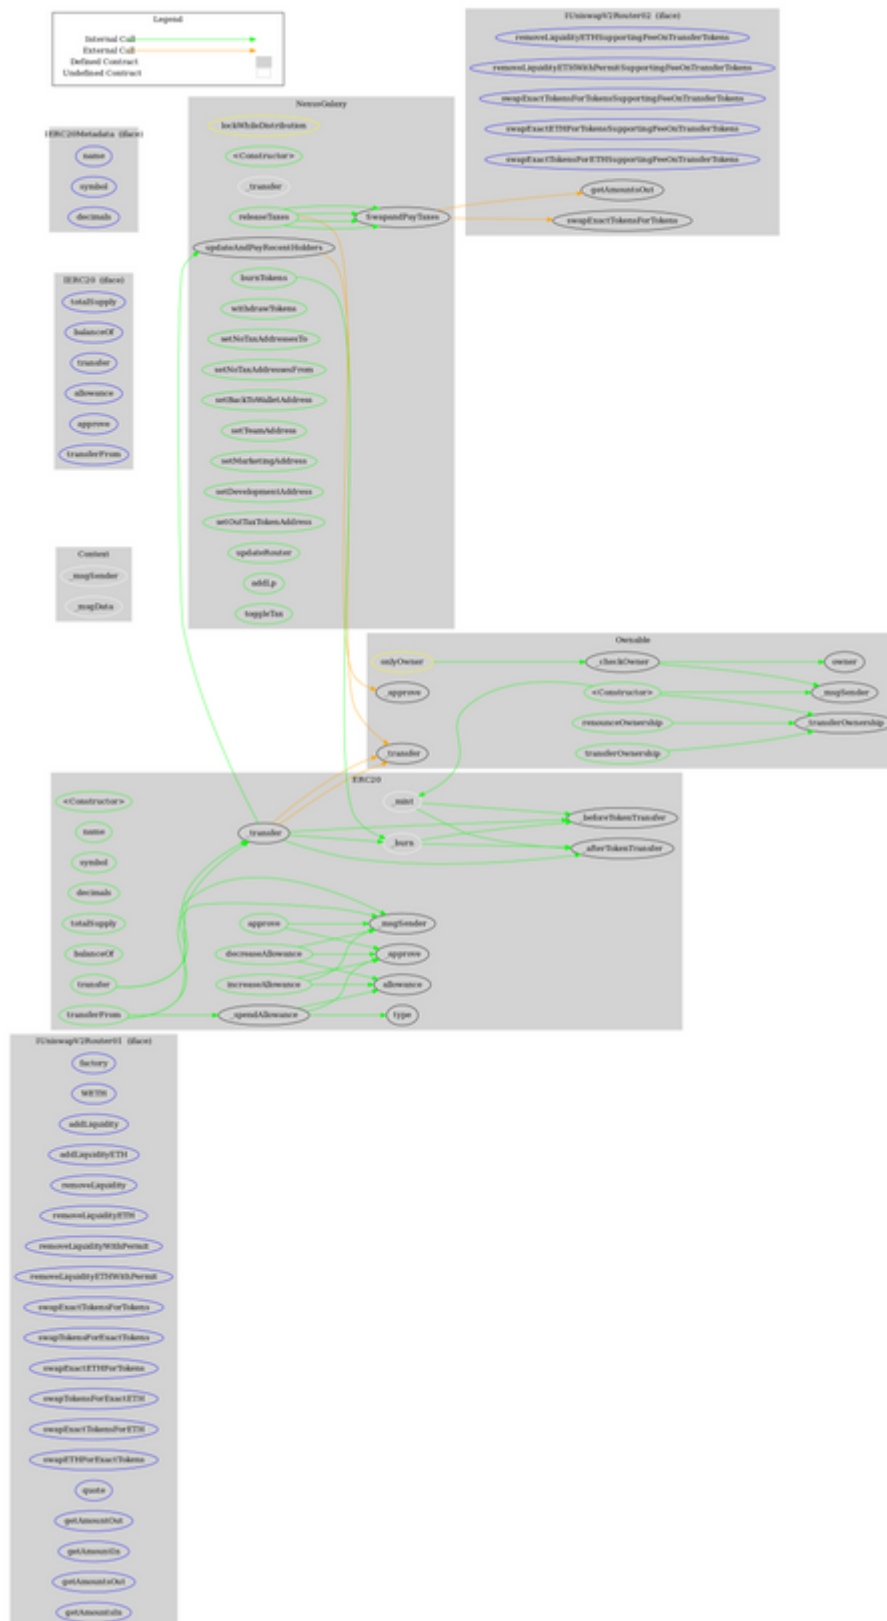 Legend
Internal Call
External Call
Defined Contract
Undefined Contract
IUniswapV2Router02 (iface)
removeLiquidityETHSupportingFeeOnTransferTokens
removeLiquidityETHWithPermitSupportingFeeOnTransferTokens
swapExactTokensForTokensSupportingFeeOnTransferTokens
swapExactETHForTokensSupportingFeeOnTransferTokens
swapExactTokensForETHSupportingFeeOnTransferTokens
getAmountsOut
swapExactTokensForTokens
IERC20Metadata (iface)
name
symbol
decimals
NexusGalaxy
lockWhileDistribution
<Constructor>
_transfer
releaseTaxes
SwapandPayTaxes
updateAndPayRecentHolders
burnTokens
withdrawTokens
setNoTaxAddressesTo
setNoTaxAddressesFrom
setBackToWalletAddress
setTeamAddress
setMarketingAddress
setDevelopmentAddress
setOutTaxTokenAddress
updateRouter
addLp
toggleTax
IERC20 (iface)
totalSupply
balanceOf
transfer
allowance
approve
transferFrom
Context
_msgSender
_msgData
Ownable
onlyOwner
_checkOwner
owner
_approve
<Constructor>
_msgSender
renounceOwnership
_transferOwnership
_transfer
transferOwnership
ERC20
<Constructor>
_mint
name
_transfer
_burn
_beforeTokenTransfer
symbol
_afterTokenTransfer
decimals
totalSupply
approve
_msgSender
balanceOf
decreaseAllowance
_approve
transfer
increaseAllowance
allowance
transferFrom
_spendAllowance
type
IUniswapV2Router01 (iface)
factory
WETH
addLiquidity
addLiquidityETH
removeLiquidity
removeLiquidityETH
removeLiquidityWithPermit
removeLiquidityETHWithPermit
swapExactTokensForTokens
swapTokensForExactTokens
swapExactETHForTokens
swapTokensForExactETH
swapExactTokensForETH
swapETHForExactTokens
quote
getAmountOut
getAmountIn
getAmountsOut
getAmountsIn